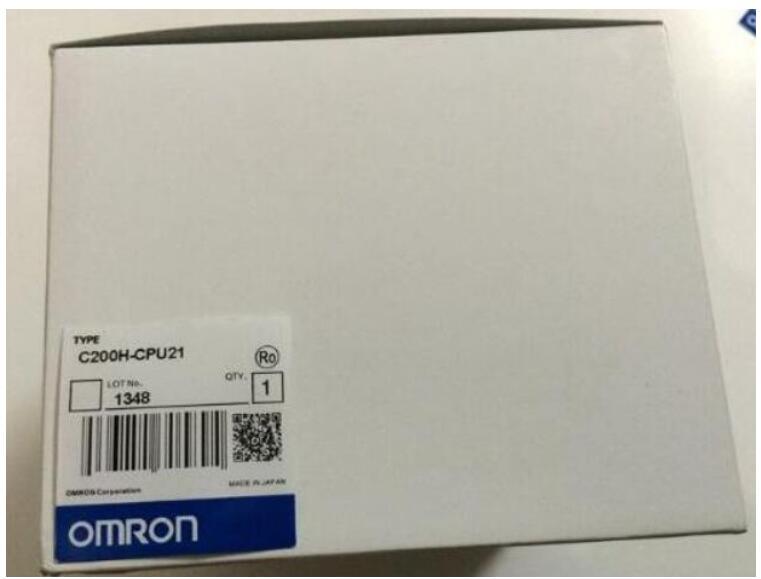 TYPE
C200H-CPU21
Ro
LOT No.
1348
QTY.
1
OMRON Corporation
MADE IN JAPAN
OMRON